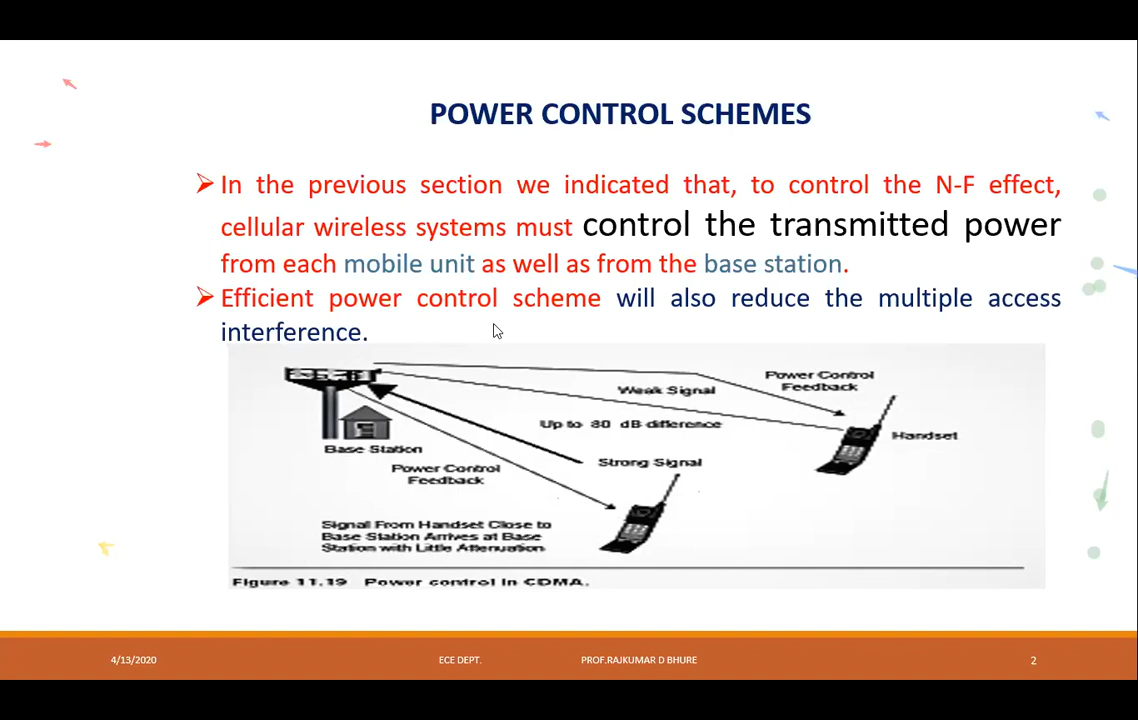 POWER CONTROL SCHEMES
In the previous section we indicated that, to control the N-F effect,
cellular wireless systems must control the transmitted power
from each mobile unit as well as from the base station.
Efficient power control scheme will also reduce the multiple access
interference.
Power Control
Feedback
Weak Signal
Up to 80 dB difference
Handset
Base Station
Strong Signal
Power Control
Feedback
Signal From Handset Close to
Base Station Arrives at Base
Station with Little Attenuation
Figure 11.19 Power control in CDMA.
4/13/2020
ECE DEPT.
PROF.RAJKUMAR D BHURE
2